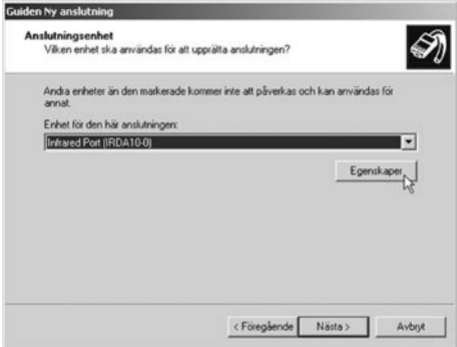 Guiden Ny anslutning
Anslutningsenhet
Vilken enhet ska användas för att upprätta anslutningen?
Andra enheter än den markerade kommer inte att påverkas och kan användas för
annat.
Enhet för den här anslutningen:
Infrared Port (IRDA10-0)
Egenskaper
< Föregående
Nästa >
Avbryt